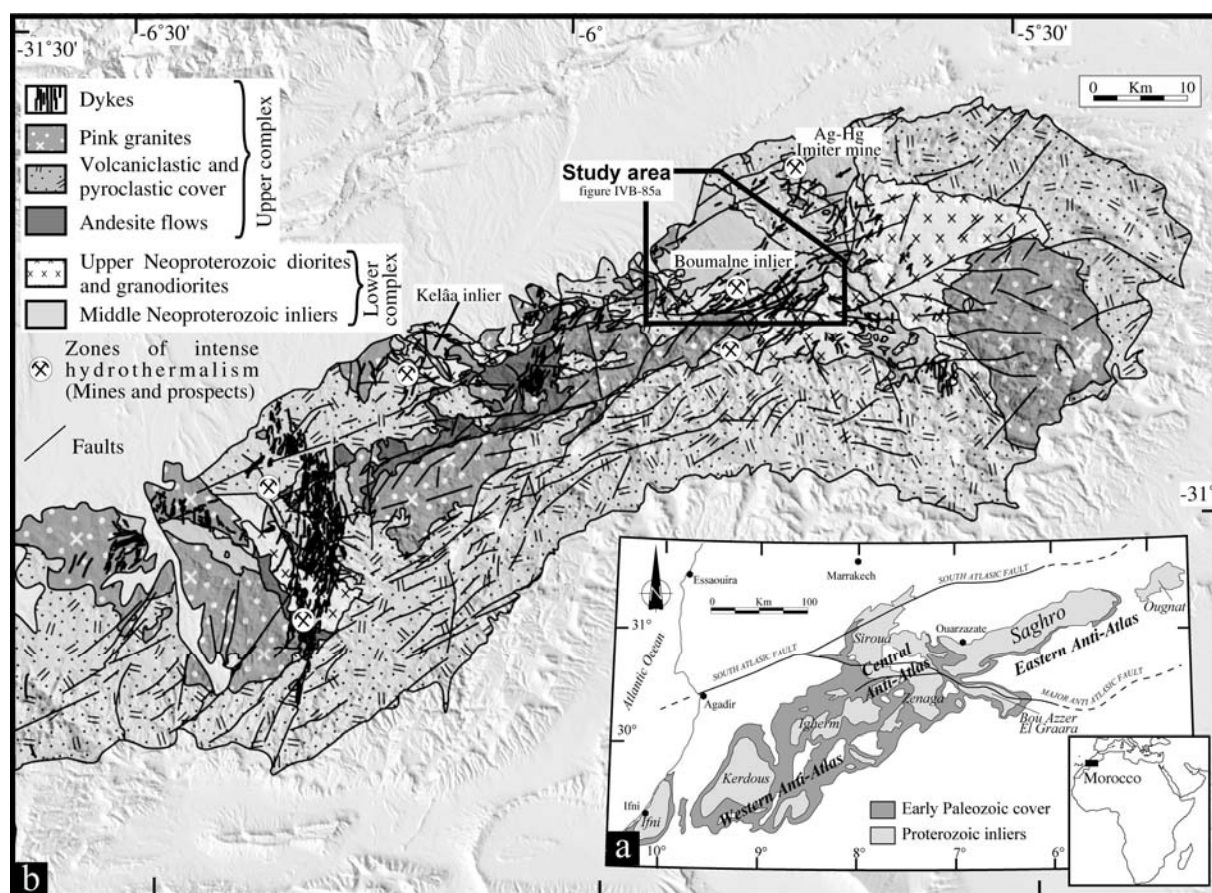 -6°30'
-6°
-5°30'
-31°30'
Dykes
Pink granites
Volcaniclastic and
pyroclastic cover
Andesite flows
Upper complex
Upper Neoproterozoic diorites
and granodiorites
Middle Neoproterozoic inliers
Lower
complex
Zones of intense
hydrothermalism
(Mines and prospects)
Faults
0 Km 10
Ag-Hg
Imiter mine
Study area
figure IVB-85a
Boumalne inlier
Kelâa inlier
-31°
b
Essaouira
Marrakech
SOUTH ATLASIC FAULT
0 Km 100
N
Ougnat
31°
Siroua
Ouarzazate
Saghro
Eastern Anti-Atlas
Atlantic Ocean
SOUTH ATLASIC FAULT
Central
Anti-Atlas
MAJOR ANTI ATLASIC FAULT
Agadir
Zenaga
Bou Azzer
El Graara
Igherm
30°
Kerdous
Western Anti-Atlas
Ifni
Ifni
Early Paleozoic cover
Proterozoic inliers
Morocco
a
10°
9°
8°
7°
6°